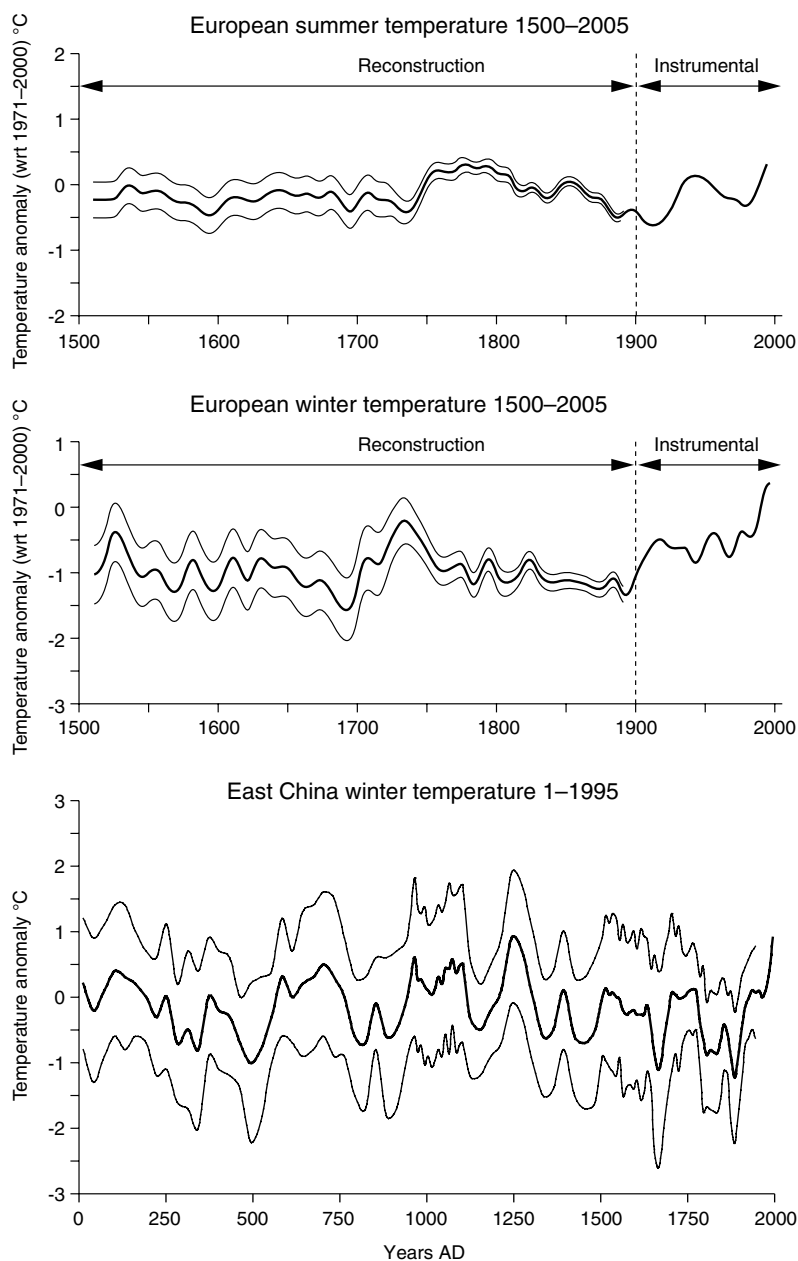 European summer temperature 1500–2005
Temperature anomaly (wrt 1971–2000) °C
Reconstruction
Instrumental
2
1
0
-1
-2
1500 1600 1700 1800 1900 2000
European winter temperature 1500–2005
Temperature anomaly (wrt 1971–2000) °C
Reconstruction
Instrumental
1
0
-1
-2
-3
1500 1600 1700 1800 1900 2000
East China winter temperature 1–1995
Temperature anomaly °C
3
2
1
0
-1
-2
-3
0 250 500 750 1000 1250 1500 1750 2000
Years AD